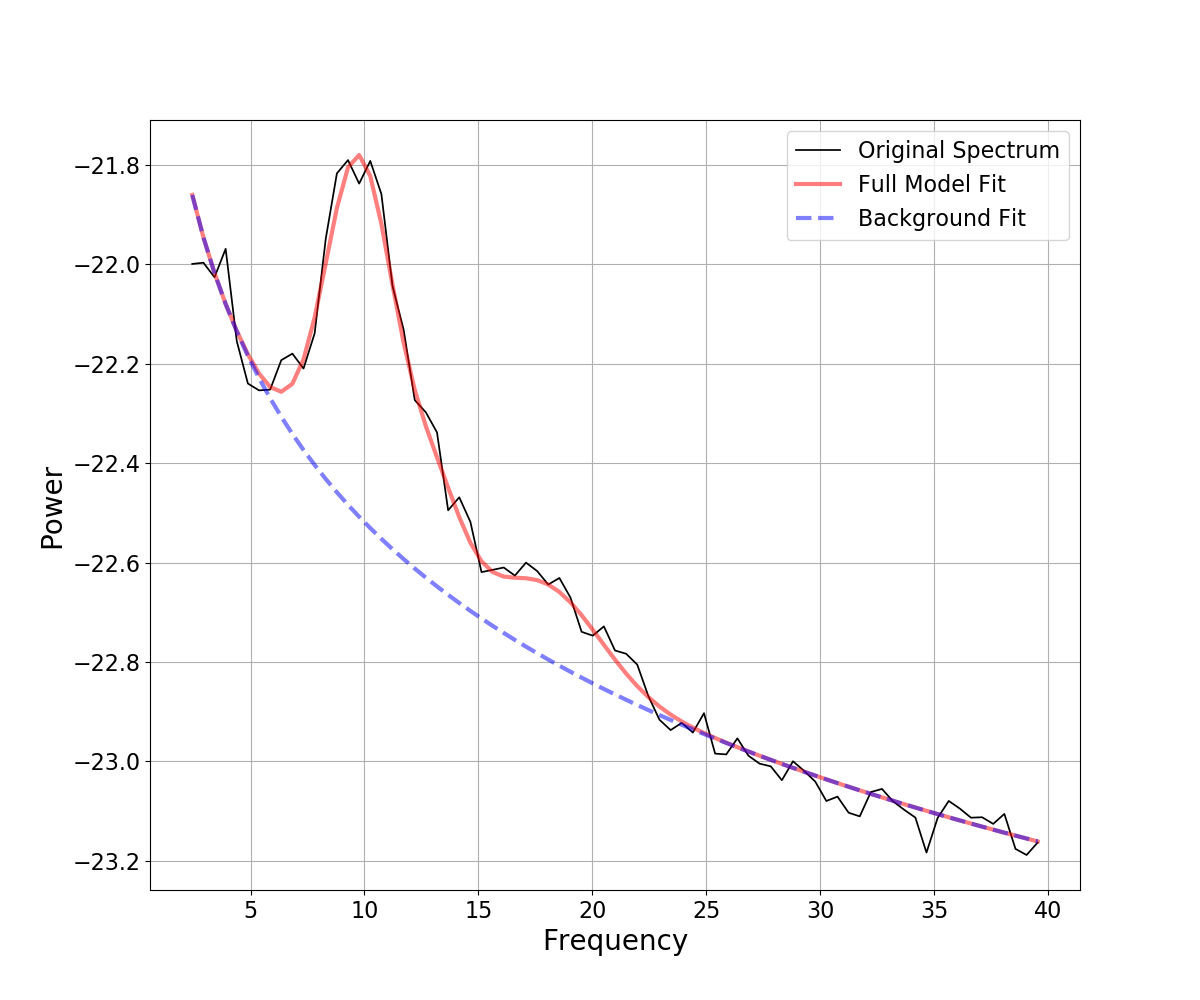 Original Spectrum
Full Model Fit
Background Fit
−21.8
−22.0
−22.2
−22.4
−22.6
−22.8
−23.0
−23.2
Power
5 10 15 20 25 30 35 40
Frequency